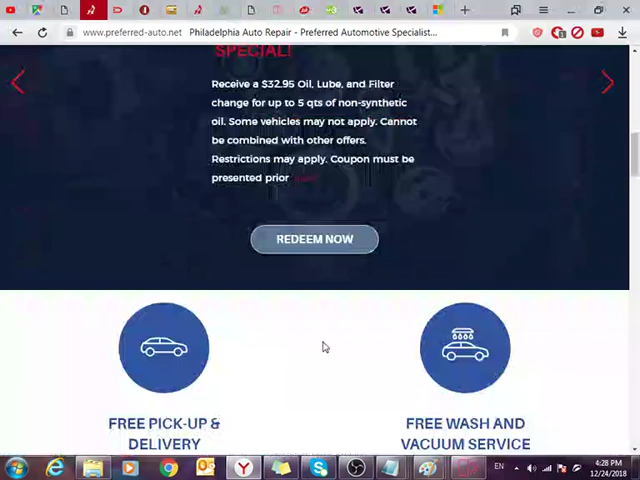 www.preferred-auto.net Philadelphia Auto Repair - Preferred Automotive Specialist...
SPECIAL!
Receive a $32.95 Oil, Lube, and Filter
change for up to 5 qts of non-synthetic
oil. Some vehicles may not apply. Cannot
be combined with other offers.
Restrictions may apply. Coupon must be
presented prior
REDEEM NOW
FREE PICK-UP &
DELIVERY
FREE WASH AND
VACUUM SERVICE
EN
4:28 PM
12/24/2018